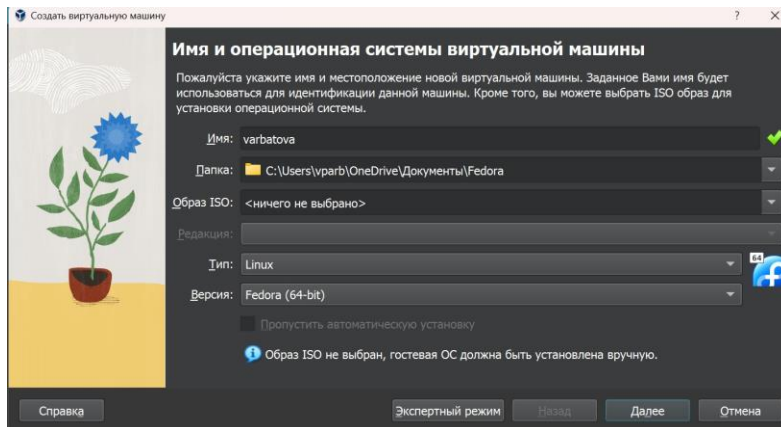 Создать виртуальную машину
?
Имя и операционная системы виртуальной машины
Пожалуйста укажите имя и местоположение новой виртуальной машины. Заданное Вами имя будет
использоваться для идентификации данной машины. Кроме того, вы можете выбрать ISO образ для
установки операционной системы.
Имя: varbatova
Папка: C:\Users\vparb\OneDrive\Документы\Fedora
Образ ISO: <ничего не выбрано>
Редакция:
Тип: Linux
64
Версия: Fedora (64-bit)
Пропустить автоматическую установку
Образ ISO не выбран, гостевая ОС должна быть установлена вручную.
Справка Экспертный режим Назад Далее Отмена